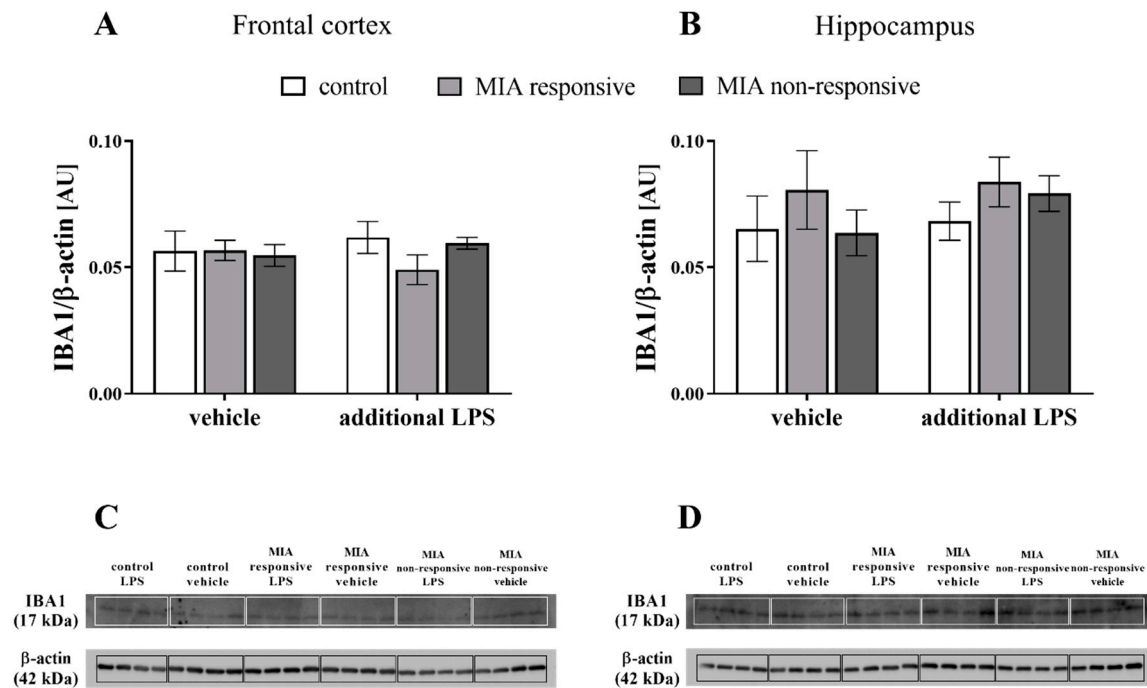 A Frontal cortex
B Hippocampus
control MIA responsive MIA non-responsive
IBA1/β-actin [AU]
0.10
0.05
0.00
vehicle additional LPS
IBA1/β-actin [AU]
0.10
0.05
0.00
vehicle additional LPS
C
control
LPS
control
vehicle
MIA
responsive
LPS
MIA
responsive
vehicle
MIA
non-responsive
LPS
MIA
non-responsive
vehicle
IBA1
(17 kDa)
β-actin
(42 kDa)
D
control
LPS
control
vehicle
MIA
responsive
LPS
MIA
responsive
vehicle
MIA
non-responsive
LPS
MIA
non-responsive
vehicle
IBA1
(17 kDa)
β-actin
(42 kDa)